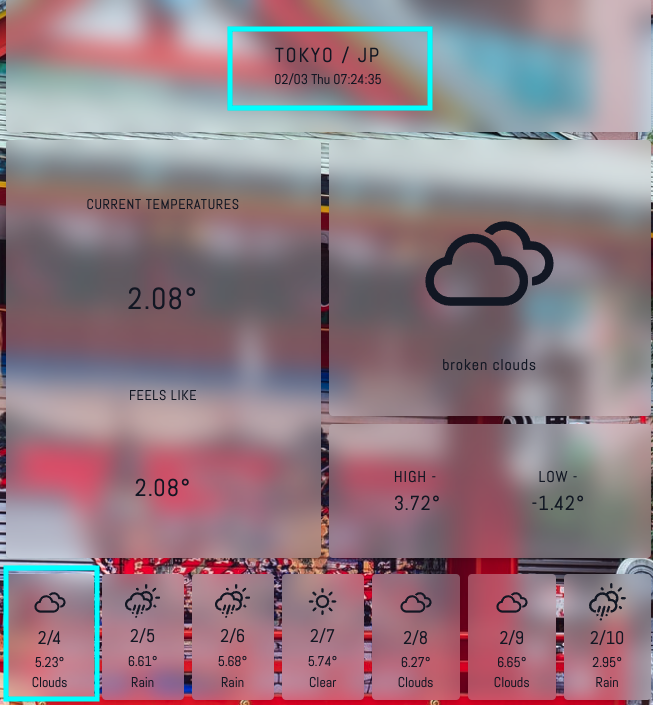 TOKYO / JP
02/03 Thu 07:24:35
CURRENT TEMPERATURES
2.08°
FEELS LIKE
2.08°
broken clouds
HIGH -
3.72°
LOW -
-1.42°
2/4
5.23°
Clouds
2/5
6.61°
Rain
2/6
5.68°
Rain
2/7
5.74°
Clear
2/8
6.27°
Clouds
2/9
6.65°
Clouds
2/10
2.95°
Rain